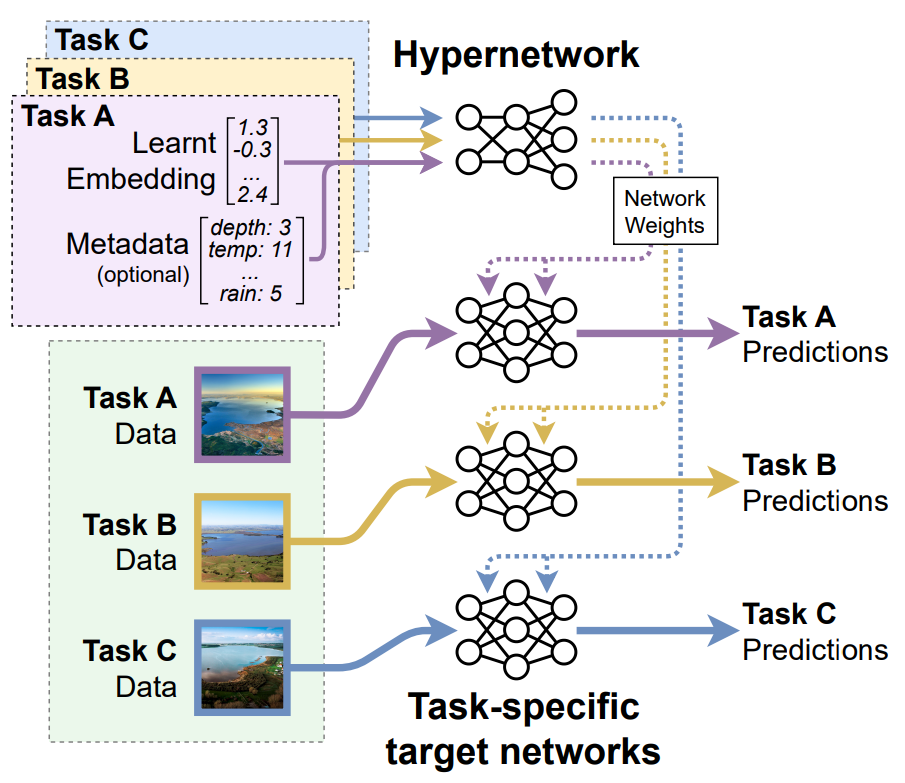 Task C
Task B
Task A
Learnt
Embedding
1.3
-0.3
...
2.4
Metadata
(optional)
depth: 3
temp: 11
...
rain: 5
Hypernetwork
Network
Weights
Task A
Predictions
Task B
Predictions
Task C
Predictions
Task A
Data
Task B
Data
Task C
Data
Task-specific
target networks